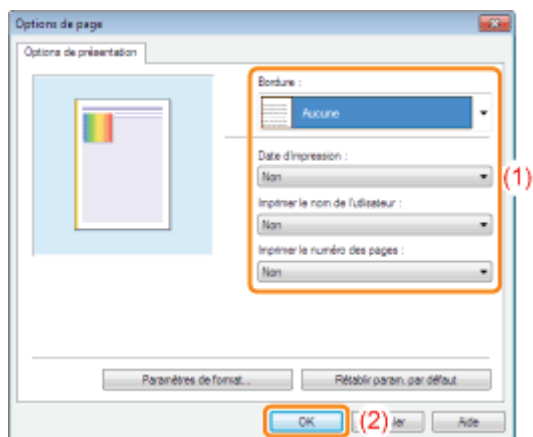 Options de page
Options de présentation
Bordure :
Aucune
Date d'impression :
Non
(1)
Imprimer le nom de l'utilisateur :
Non
Imprimer le numéro des pages :
Non
Paramètres de format...
Rétablir param. par défaut
OK
(2)
ler
Aide